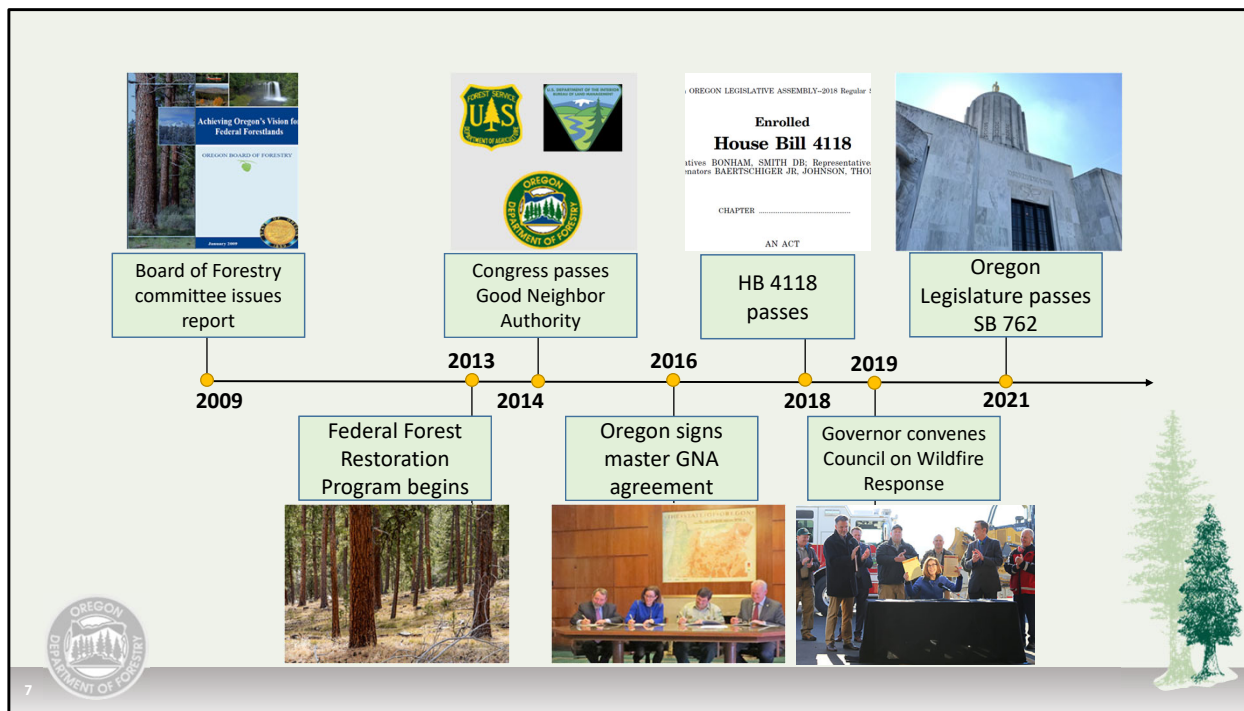 Achieving Oregon's Vision for
Federal Forestlands
OREGON BOARD OF FORESTRY
January 2009
FOREST SERVICE
U S
DEPARTMENT OF AGRICULTURE
U.S. DEPARTMENT OF THE INTERIOR
BUREAU OF LAND MANAGEMENT
OREGON
DEPARTMENT OF FORESTRY
OREGON LEGISLATIVE ASSEMBLY--2018 Regular
Enrolled
House Bill 4118
tives BONHAM, SMITH DB; Representative
enators BAERTSCHIGER JR, JOHNSON, THO
CHAPTER ................................................
AN ACT
Board of Forestry
committee issues
report
Congress passes
Good Neighbor
Authority
HB 4118
passes
Oregon
Legislature passes
SB 762
2009
2013
2014
2016
2018
2019
2021
Federal Forest
Restoration
Program begins
Oregon signs
master GNA
agreement
Governor convenes
Council on Wildfire
Response
OREGON
DEPARTMENT OF FORESTRY
7